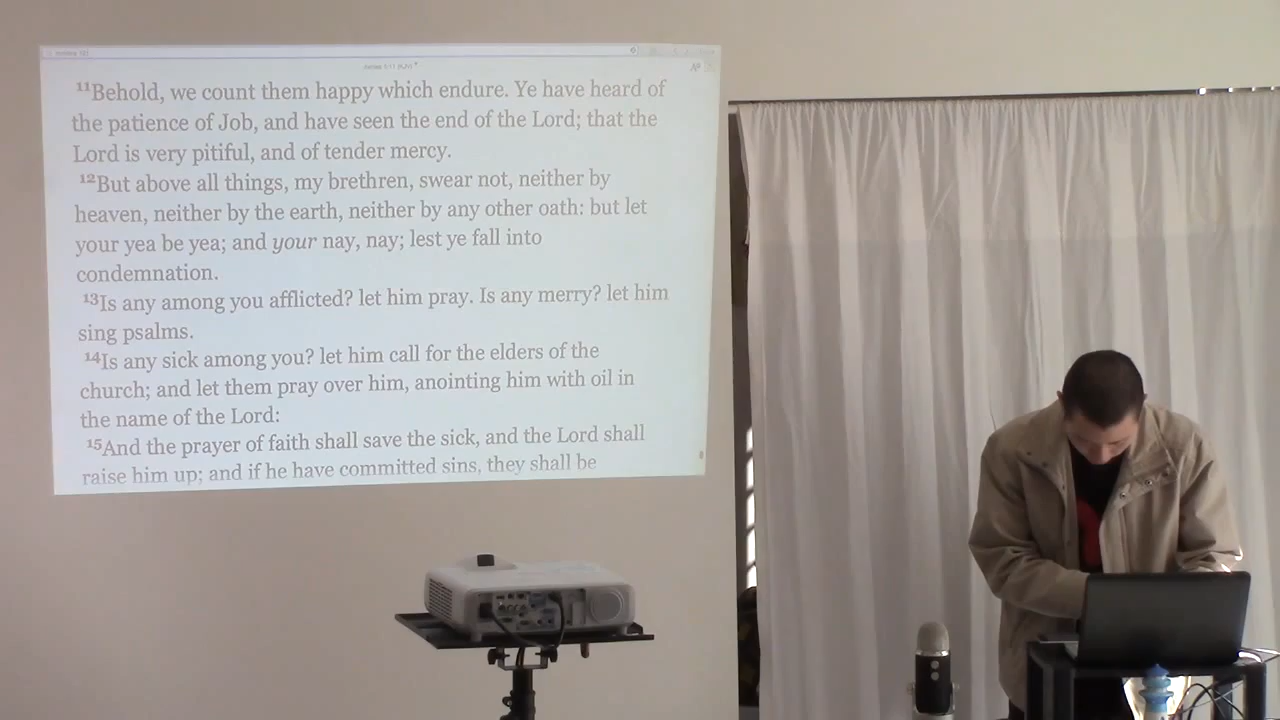 James 5:11 (KJV)
¹¹Behold, we count them happy which endure. Ye have heard of
the patience of Job, and have seen the end of the Lord; that the
Lord is very pitiful, and of tender mercy.
¹²But above all things, my brethren, swear not, neither by
heaven, neither by the earth, neither by any other oath: but let
your yea be yea; and your nay, nay; lest ye fall into
condemnation.
¹³Is any among you afflicted? let him pray. Is any merry? let him
sing psalms.
¹⁴Is any sick among you? let him call for the elders of the
church; and let them pray over him, anointing him with oil in
the name of the Lord:
¹⁵And the prayer of faith shall save the sick, and the Lord shall
raise him up; and if he have committed sins, they shall be